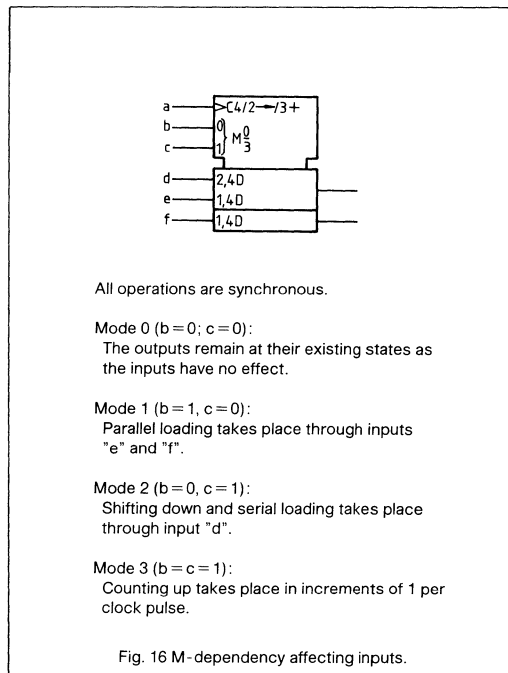 a >C4/2→/3+
b 0 } M 0/3
c 1
d 2,4D
e 1,4D
f 1,4D
All operations are synchronous.
Mode 0 (b=0; c=0):
The outputs remain at their existing states as
the inputs have no effect.
Mode 1 (b=1, c=0):
Parallel loading takes place through inputs
"e" and "f".
Mode 2 (b=0, c=1):
Shifting down and serial loading takes place
through input "d".
Mode 3 (b=c=1):
Counting up takes place in increments of 1 per
clock pulse.
Fig. 16 M-dependency affecting inputs.